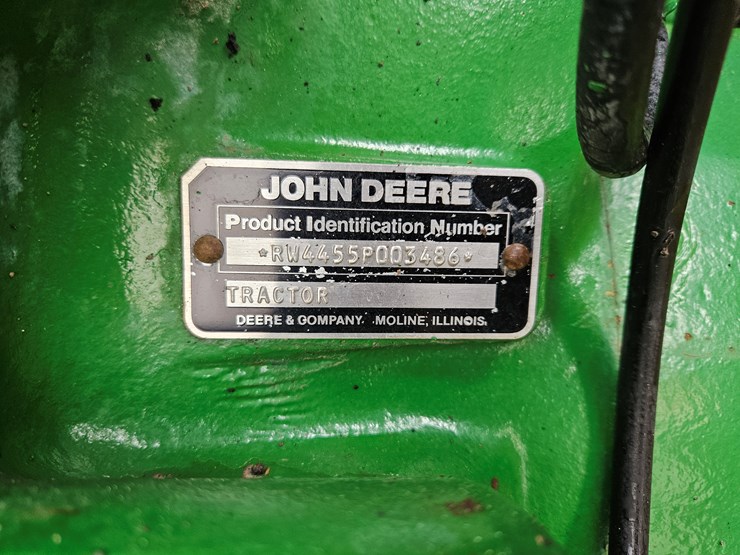 JOHN DEERE
Product Identification Number
*RW4455P003486*
TRACTOR
DEERE & COMPANY MOLINE, ILLINOIS